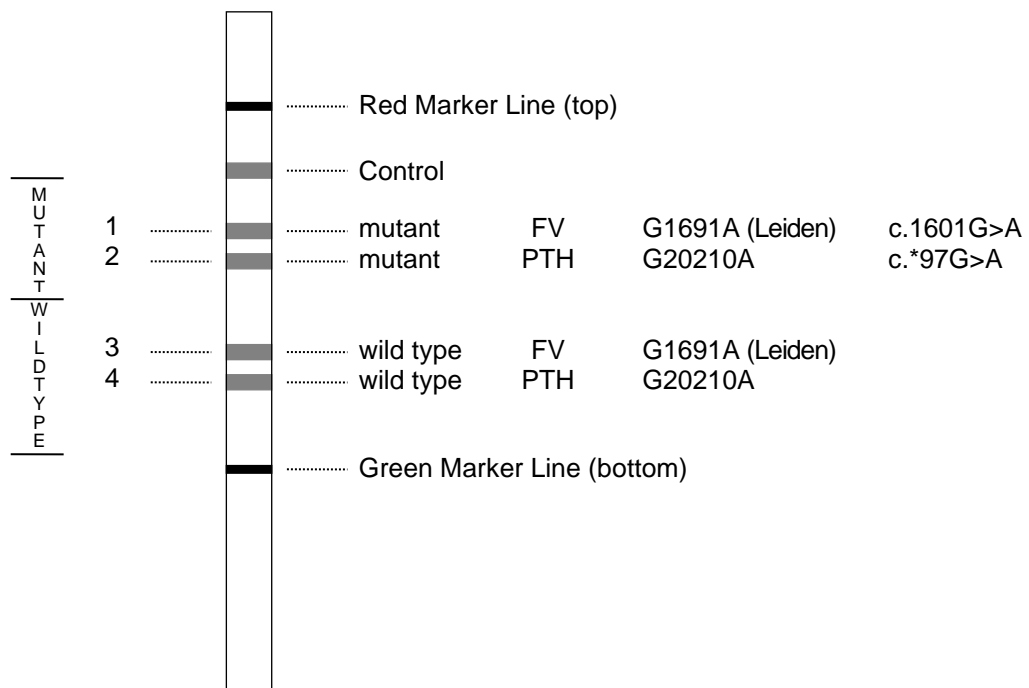 Red Marker Line (top)
Control
MUTANT
1 mutant FV G1691A (Leiden) c.1601G>A
2 mutant PTH G20210A c.*97G>A
WILDTYPE
3 wild type FV G1691A (Leiden)
4 wild type PTH G20210A
Green Marker Line (bottom)